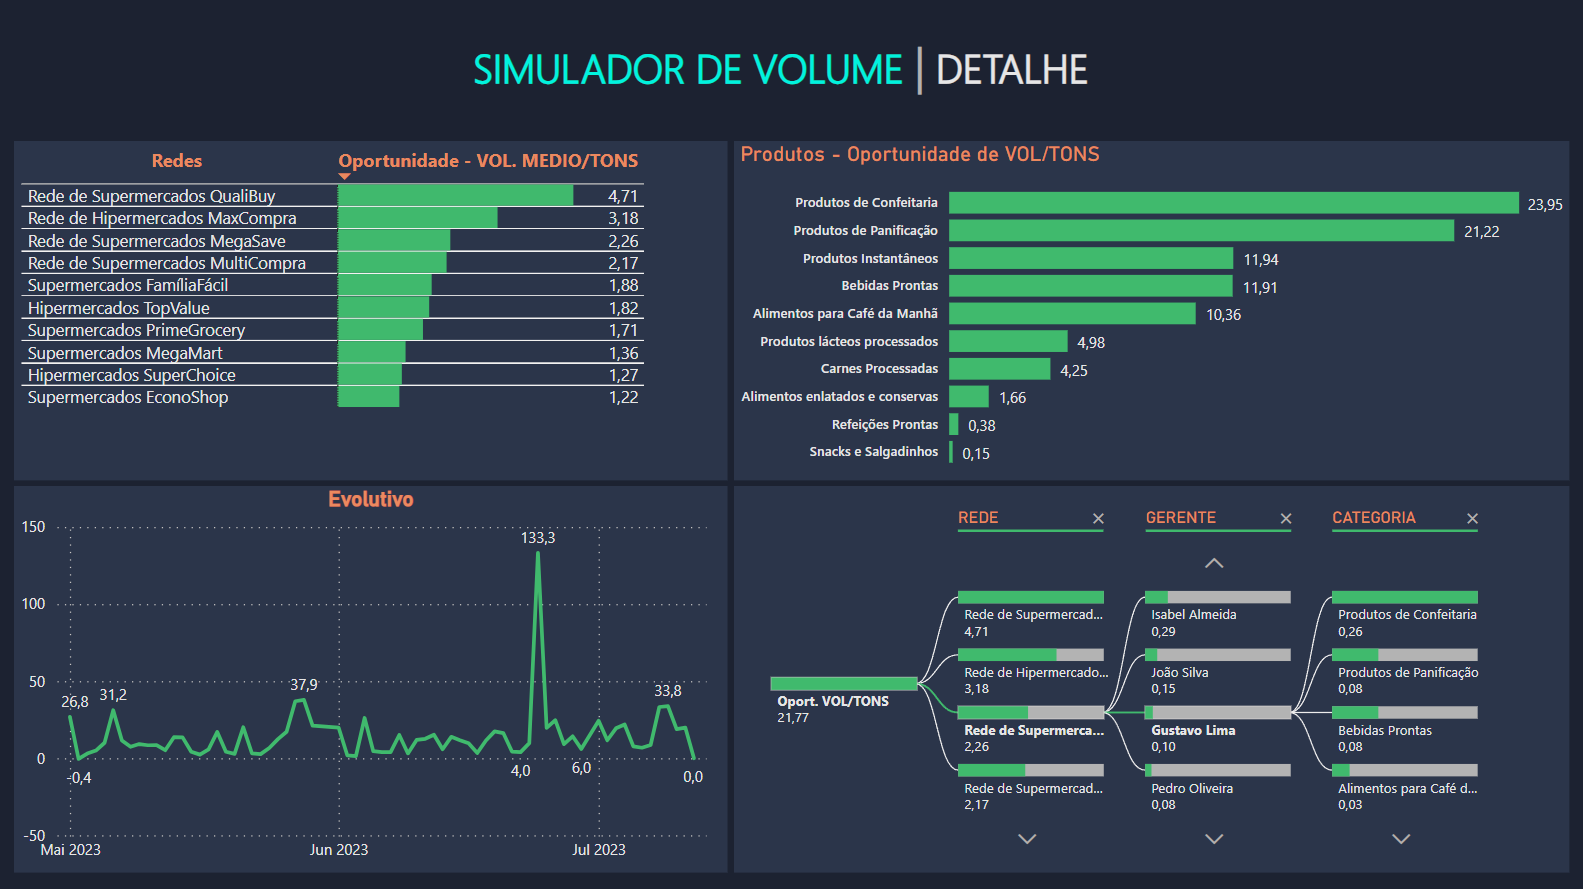 SIMULADOR DE VOLUME | DETALHE
Redes Oportunidade - VOL. MEDIO/TONS
Rede de Supermercados QualiBuy 4,71
Rede de Hipermercados MaxCompra 3,18
Rede de Supermercados MegaSave 2,26
Rede de Supermercados MultiCompra 2,17
Supermercados FamíliaFácil 1,88
Hipermercados TopValue 1,82
Supermercados PrimeGrocery 1,71
Supermercados MegaMart 1,36
Hipermercados SuperChoice 1,27
Supermercados EconoShop 1,22
Produtos - Oportunidade de VOL/TONS
Produtos de Confeitaria 23,95
Produtos de Panificação 21,22
Produtos Instantâneos 11,94
Bebidas Prontas 11,91
Alimentos para Café da Manhã 10,36
Produtos lácteos processados 4,98
Carnes Processadas 4,25
Alimentos enlatados e conservas 1,66
Refeições Prontas 0,38
Snacks e Salgadinhos 0,15
Evolutivo
150
133,3
100
50
37,9
33,8
31,2
26,8
0
-0,4
4,0
6,0
0,0
-50
Mai 2023 Jun 2023 Jul 2023
REDE
GERENTE
CATEGORIA
Oport. VOL/TONS
21,77
Rede de Supermercad...
4,71
Rede de Hipermercado...
3,18
Rede de Supermerca...
2,26
Rede de Supermercad...
2,17
Isabel Almeida
0,29
João Silva
0,15
Gustavo Lima
0,10
Pedro Oliveira
0,08
Produtos de Confeitaria
0,26
Produtos de Panificação
0,08
Bebidas Prontas
0,08
Alimentos para Café d...
0,03